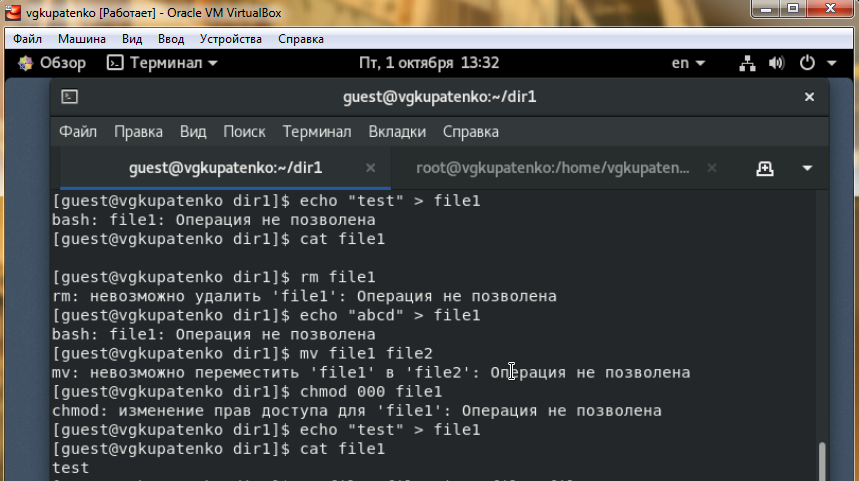 vgkupatenko [Работает] - Oracle VM VirtualBox
Файл Машина Вид Ввод Устройства Справка
Обзор Терминал Пт, 1 октября 13:32 en
guest@vgkupatenko:~/dir1
Файл Правка Вид Поиск Терминал Вкладки Справка
guest@vgkupatenko:~/dir1 × root@vgkupatenko:/home/vgkupaten... ×
[guest@vgkupatenko dir1]$ echo "test" > file1
bash: file1: Операция не позволена
[guest@vgkupatenko dir1]$ cat file1
[guest@vgkupatenko dir1]$ rm file1
rm: невозможно удалить 'file1': Операция не позволена
[guest@vgkupatenko dir1]$ echo "abcd" > file1
bash: file1: Операция не позволена
[guest@vgkupatenko dir1]$ mv file1 file2
mv: невозможно переместить 'file1' в 'file2': Операция не позволена
[guest@vgkupatenko dir1]$ chmod 000 file1
chmod: изменение прав доступа для 'file1': Операция не позволена
[guest@vgkupatenko dir1]$ echo "test" > file1
[guest@vgkupatenko dir1]$ cat file1
test